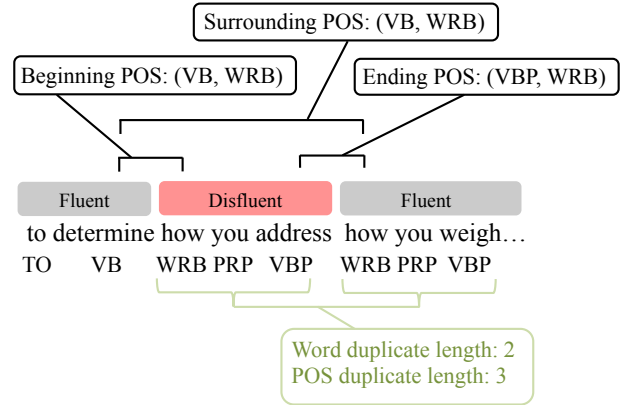 Surrounding POS: (VB, WRB)
Beginning POS: (VB, WRB)
Ending POS: (VBP, WRB)
Fluent Disfluent Fluent
to determine how you address how you weigh…
TO VB WRB PRP VBP WRB PRP VBP
Word duplicate length: 2
POS duplicate length: 3